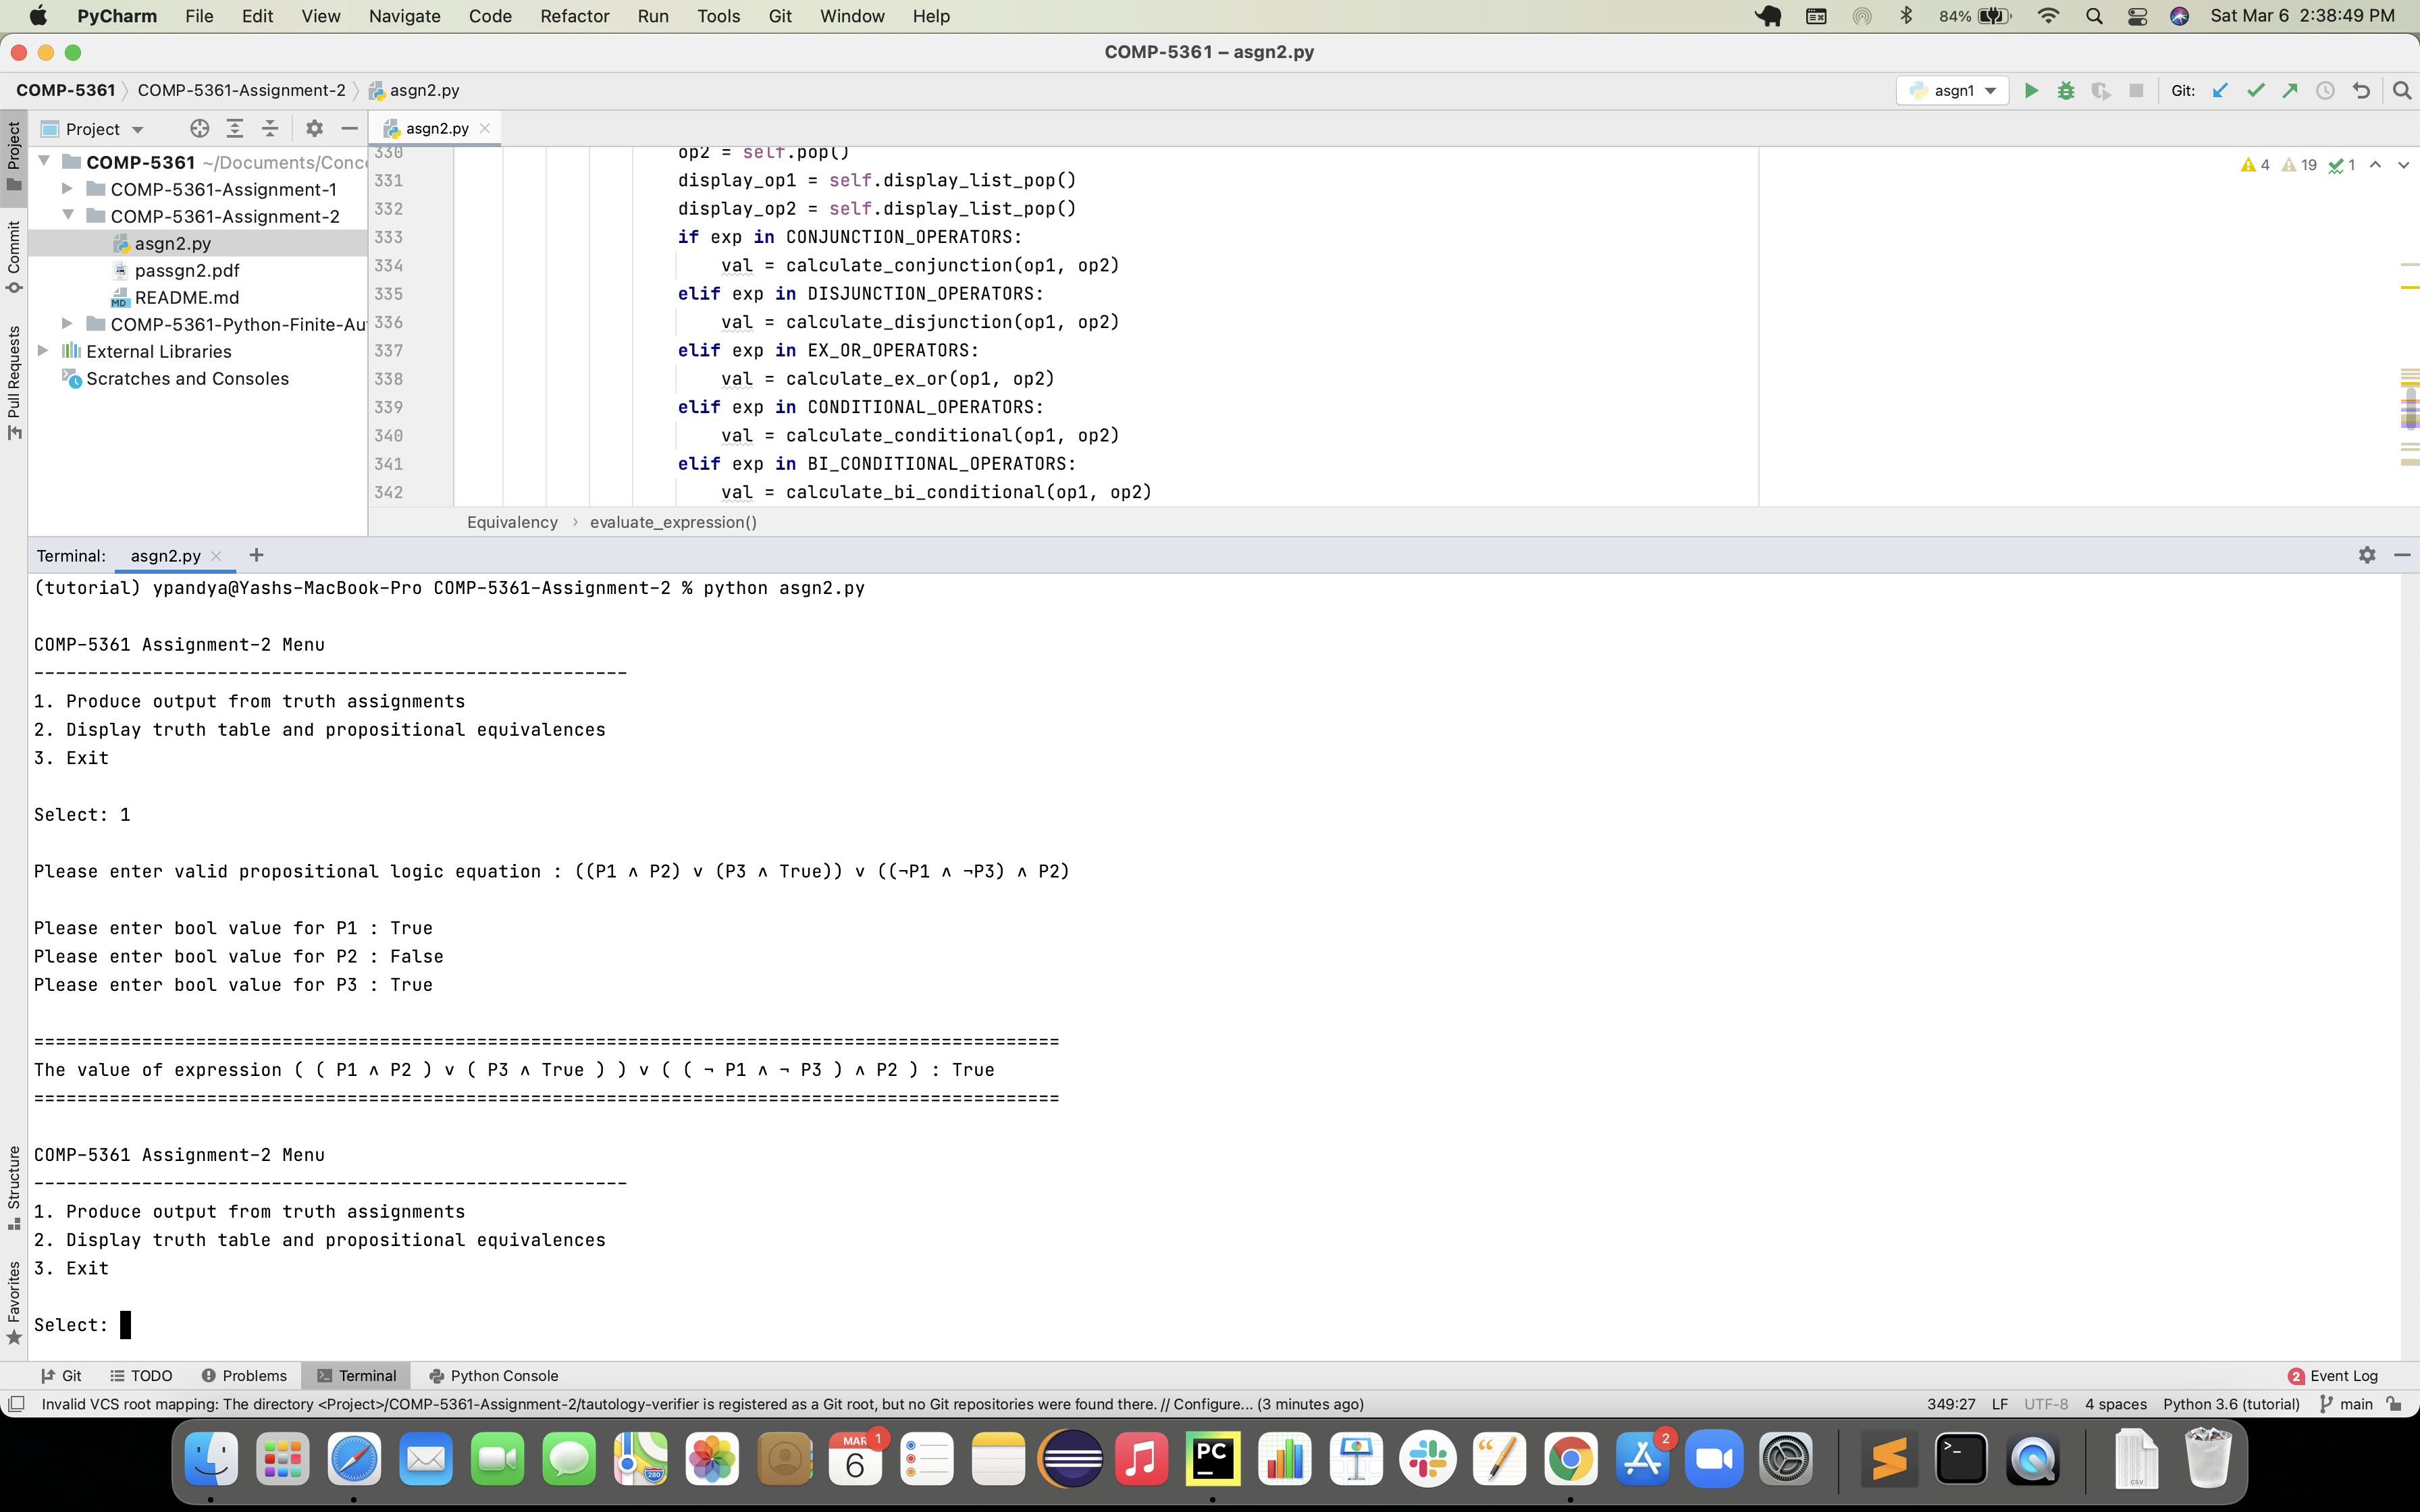 PyCharm File Edit View Navigate Code Refactor Run Tools Git Window Help 84% Sat Mar 6 2:38:49 PM
COMP-5361 – asgn2.py
COMP-5361 COMP-5361-Assignment-2 asgn2.py asgn1 Git:
Project asgn2.py
Project
Commit
Pull Requests
COMP-5361 ~/Documents/Conc
COMP-5361-Assignment-1
COMP-5361-Assignment-2
asgn2.py
passgn2.pdf
README.md
COMP-5361-Python-Finite-Au
External Libraries
Scratches and Consoles
4 19 1
330 op2 = self.pop()
331 display_op1 = self.display_list_pop()
332 display_op2 = self.display_list_pop()
333 if exp in CONJUNCTION_OPERATORS:
334 val = calculate_conjunction(op1, op2)
335 elif exp in DISJUNCTION_OPERATORS:
336 val = calculate_disjunction(op1, op2)
337 elif exp in EX_OR_OPERATORS:
338 val = calculate_ex_or(op1, op2)
339 elif exp in CONDITIONAL_OPERATORS:
340 val = calculate_conditional(op1, op2)
341 elif exp in BI_CONDITIONAL_OPERATORS:
342 val = calculate_bi_conditional(op1, op2)
Equivalency › evaluate_expression()
Terminal: asgn2.py
(tutorial) ypandya@Yashs-MacBook-Pro COMP-5361-Assignment-2 % python asgn2.py
COMP-5361 Assignment-2 Menu
-------------------------------------------------------
1. Produce output from truth assignments
2. Display truth table and propositional equivalences
3. Exit
Select: 1
Please enter valid propositional logic equation : ((P1 ∧ P2) ∨ (P3 ∧ True)) ∨ ((¬P1 ∧ ¬P3) ∧ P2)
Please enter bool value for P1 : True
Please enter bool value for P2 : False
Please enter bool value for P3 : True
===============================================================================================
The value of expression ( ( P1 ∧ P2 ) ∨ ( P3 ∧ True ) ) ∨ ( ( ¬ P1 ∧ ¬ P3 ) ∧ P2 ) : True
===============================================================================================
COMP-5361 Assignment-2 Menu
-------------------------------------------------------
1. Produce output from truth assignments
2. Display truth table and propositional equivalences
3. Exit
Select:
Structure
Favorites
Git TODO Problems Terminal Python Console 2 Event Log
Invalid VCS root mapping: The directory <Project>/COMP-5361-Assignment-2/tautology-verifier is registered as a Git root, but no Git repositories were found there. // Configure... (3 minutes ago) 349:27 LF UTF-8 4 spaces Python 3.6 (tutorial) main
280 MAR 6 1 PC 2 >_ CSV